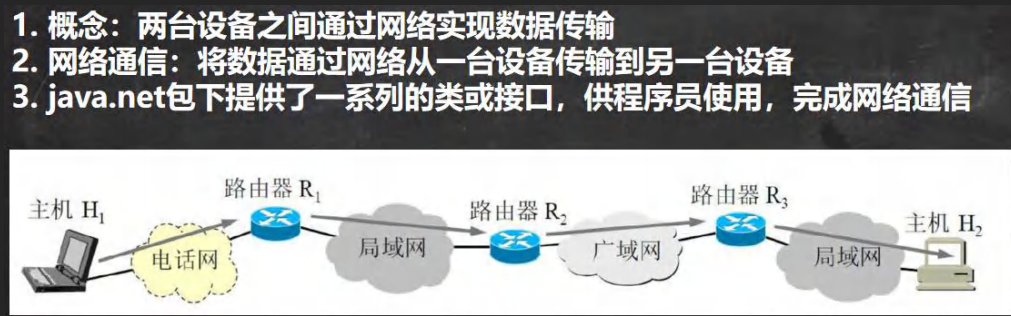 1. 概念：两台设备之间通过网络实现数据传输
2. 网络通信：将数据通过网络从一台设备传输到另一台设备
3. java.net包下提供了一系列的类或接口，供程序员使用，完成网络通信
主机 H₁
电话网
路由器 R₁
局域网
路由器 R₂
广域网
路由器 R₃
局域网
主机 H₂